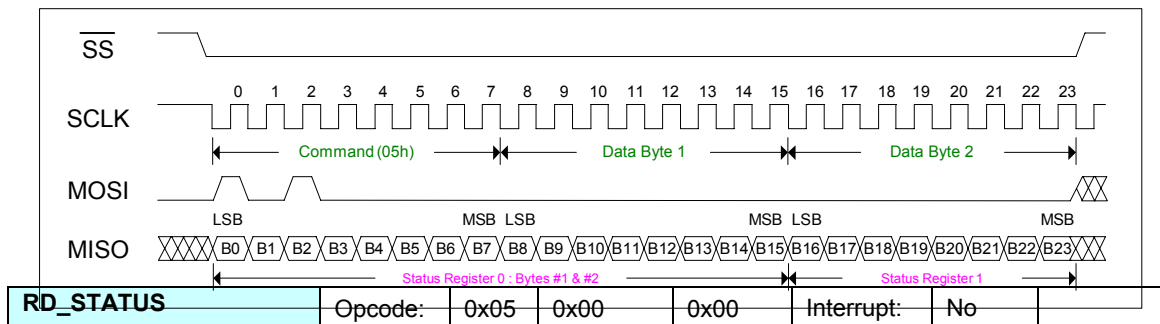 SS
0 1 2 3 4 5 6 7 8 9 10 11 12 13 14 15 16 17 18 19 20 21 22 23
SCLK
Command (05h) Data Byte 1 Data Byte 2
MOSI
LSB MSB LSB MSB LSB MSB
MISO B0 B1 B2 B3 B4 B5 B6 B7 B8 B9 B10 B11 B12 B13 B14 B15 B16 B17 B18 B19 B20 B21 B22 B23
Status Register 0 : Bytes #1 & #2 Status Register 1
RD_STATUS Opcode: 0x05 0x00 0x00 Interrupt: No